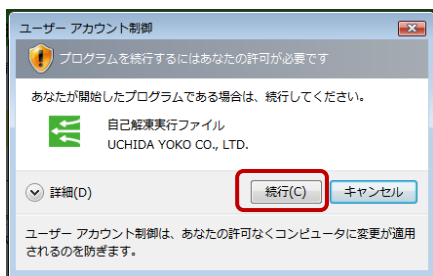 ユーザー アカウント制御
プログラムを続行するにはあなたの許可が必要です
あなたが開始したプログラムである場合は、続行してください。
自己解凍実行ファイル
UCHIDA YOKO CO., LTD.
詳細(D)
続行(C)
キャンセル
ユーザー アカウント制御は、あなたの許可なくコンピュータに変更が適用
されるのを防ぎます。